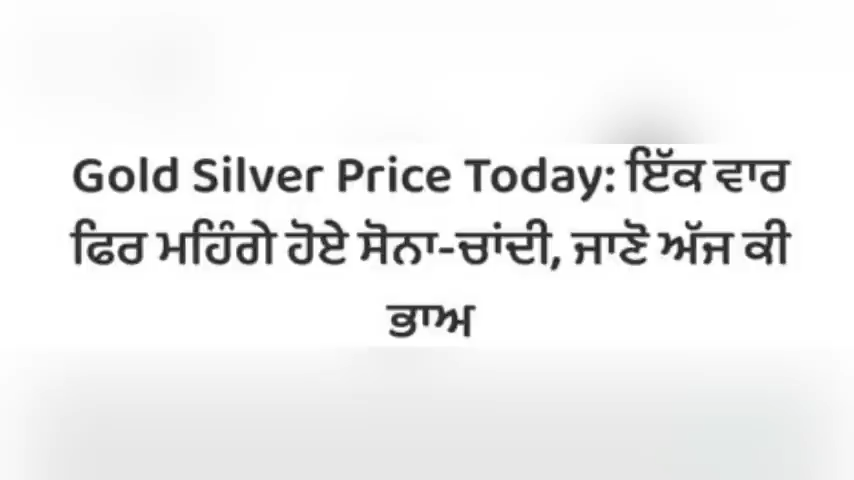 Gold Silver Price Today: ਇੱਕ ਵਾਰ
ਫਿਰ ਮਹਿੰਗੇ ਹੋਏ ਸੋਨਾ-ਚਾਂਦੀ, ਜਾਣੋ ਅੱਜ ਕੀ
ਭਾਅ